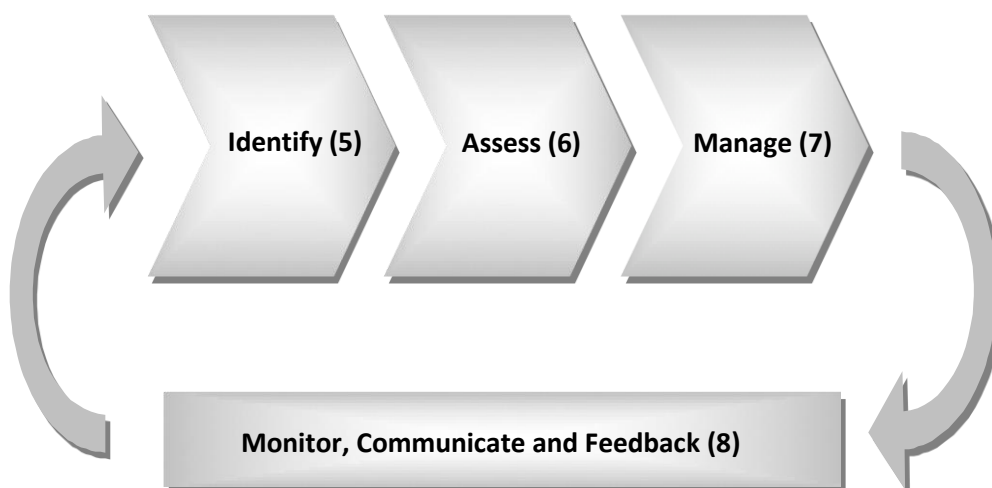 Identify (5)
Assess (6)
Manage (7)
Monitor, Communicate and Feedback (8)